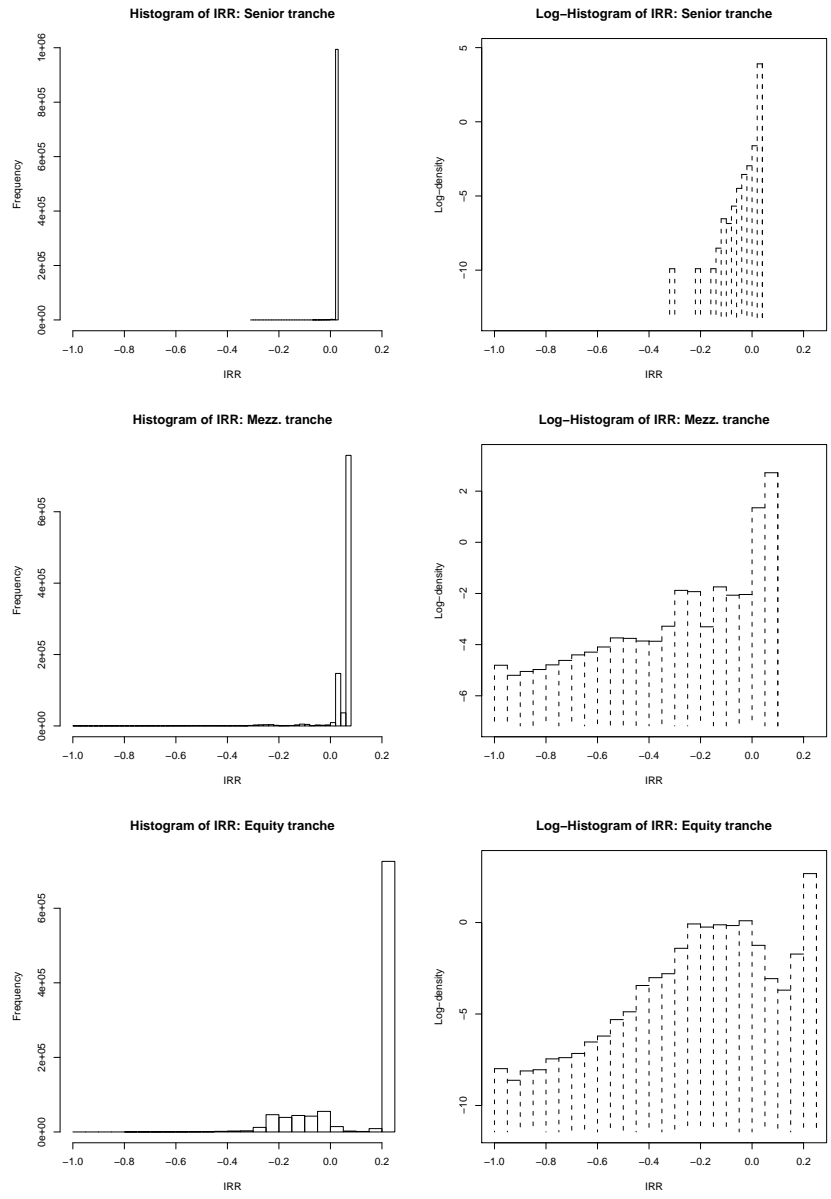 Histogram of IRR: Senior tranche
Frequency
0e+00 2e+05 4e+05 6e+05 8e+05 1e+06
−1.0 −0.8 −0.6 −0.4 −0.2 0.0 0.2
IRR
Log−Histogram of IRR: Senior tranche
Log−density
−10 −5 0 5
−1.0 −0.8 −0.6 −0.4 −0.2 0.0 0.2
IRR
Histogram of IRR: Mezz. tranche
Frequency
0e+00 2e+05 4e+05 6e+05
−1.0 −0.8 −0.6 −0.4 −0.2 0.0 0.2
IRR
Log−Histogram of IRR: Mezz. tranche
Log−density
−6 −4 −2 0 2
−1.0 −0.8 −0.6 −0.4 −0.2 0.0 0.2
IRR
Histogram of IRR: Equity tranche
Frequency
0e+00 2e+05 4e+05 6e+05
−1.0 −0.8 −0.6 −0.4 −0.2 0.0 0.2
IRR
Log−Histogram of IRR: Equity tranche
Log−density
−10 −5 0
−1.0 −0.8 −0.6 −0.4 −0.2 0.0 0.2
IRR